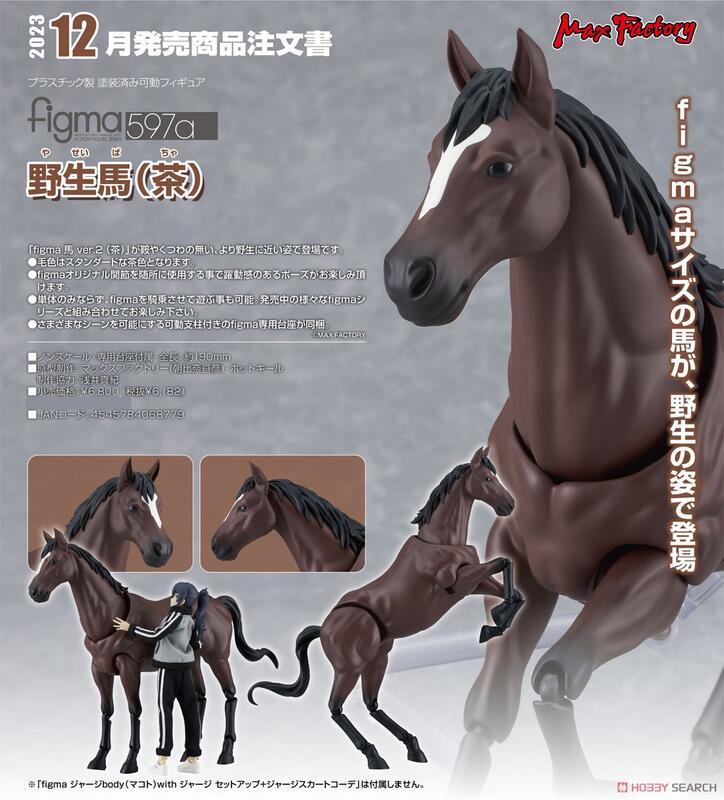 2023 12月発売商品注文書
Max Factory
プラスチック製 塗装済み可動フィギュア
figma 597a
MAX FACTORY×MASAKI APSY
ACTION FIGURE SERIES
や せい ば ちゃ
野生馬(茶)
figmaサイズの馬が、野生の姿で登場
「figma 馬 ver.2 (茶)」が鞍やくつわの無い、より野生に近い姿で登場です。
●毛色はスタンダードな茶色となります。
●figmaオリジナル関節を随所に使用する事で躍動感のあるポーズがお楽しみ頂
けます。
●単体のみならず、figmaを騎乗させて遊ぶ事も可能。発売中の様々なfigmaシ
リーズと組み合わせてお楽しみ下さい。
●さまざまなシーンを可能にする可動支柱付きのfigma専用台座が同梱。
©MAX FACTORY
■ノンスケール・専用台座付属・全長：約190mm
■原型制作：マックスファクトリー(朝比奈亘彦)・ホットキール
制作協力：浅井真紀
■小売価格：¥6,800 (税抜¥6,182)
■JANコード：4545784068779
※「figma ジャージbody(マコト)with ジャージ セットアップ+ジャージスカートコーデ」は付属しません。
HOBBY SEARCH